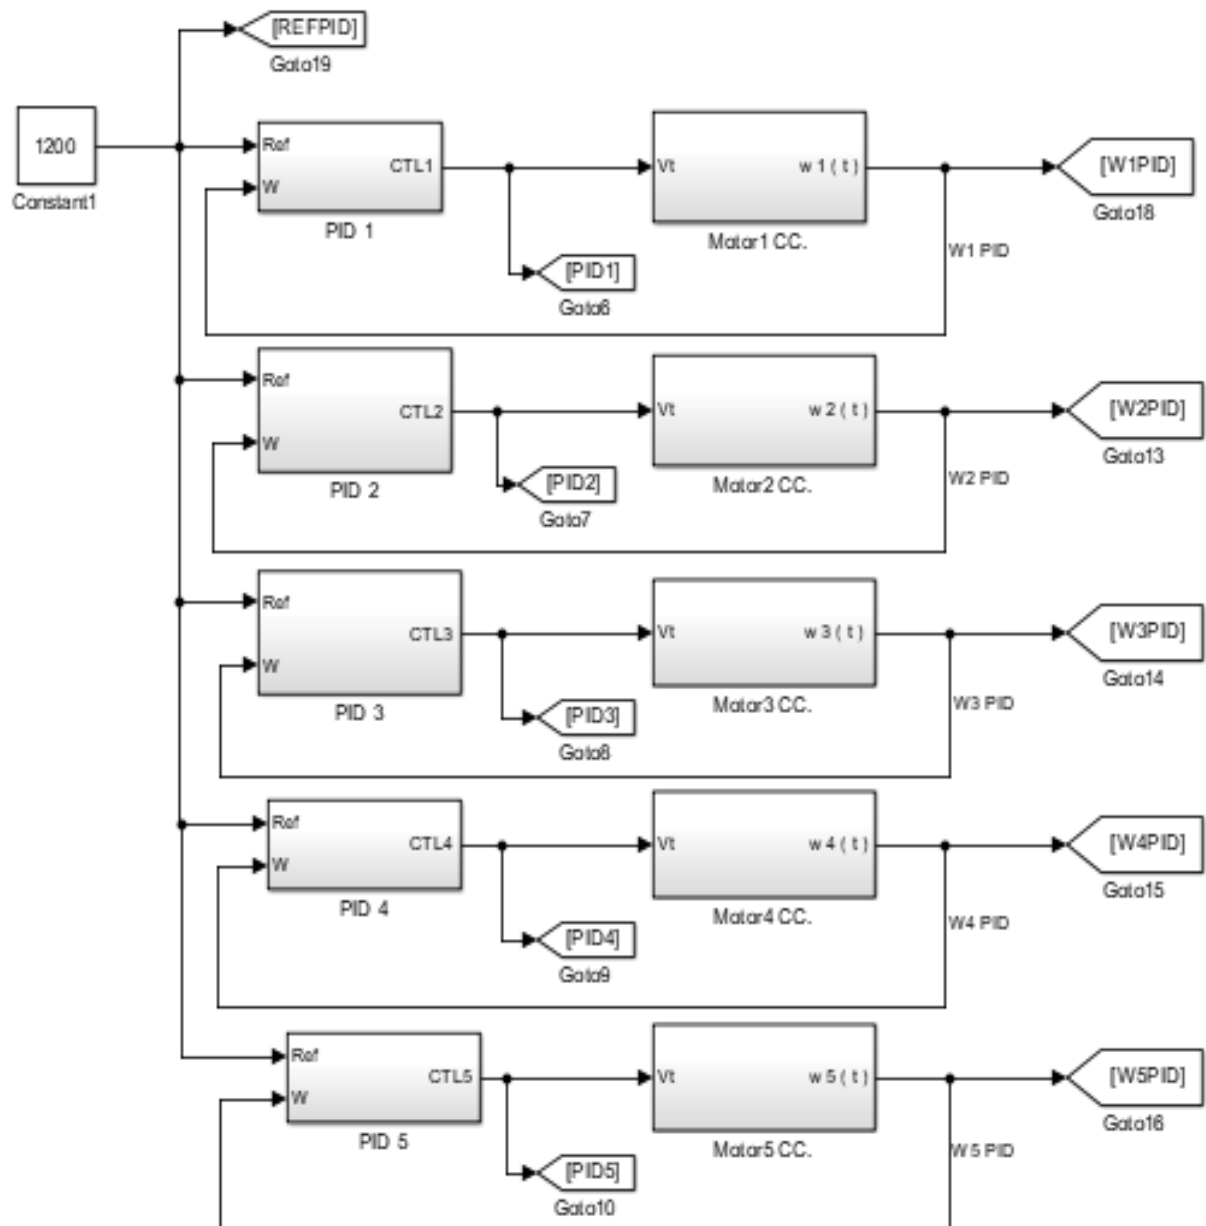 [REFPID]
Goto19
1200
Constant1
Ref
W
CTL1
PID 1
Vt
w 1 ( t )
Motor1 CC.
[W1PID]
Goto18
W1 PID
[PID1]
Goto6
Ref
W
CTL2
PID 2
Vt
w 2 ( t )
Motor2 CC.
[W2PID]
Goto13
W2 PID
[PID2]
Goto7
Ref
W
CTL3
PID 3
Vt
w 3 ( t )
Motor3 CC.
[W3PID]
Goto14
W3 PID
[PID3]
Goto8
Ref
W
CTL4
PID 4
Vt
w 4 ( t )
Motor4 CC.
[W4PID]
Goto15
W4 PID
[PID4]
Goto9
Ref
W
CTL5
PID 5
Vt
w 5 ( t )
Motor5 CC.
[W5PID]
Goto16
W5 PID
[PID5]
Goto10